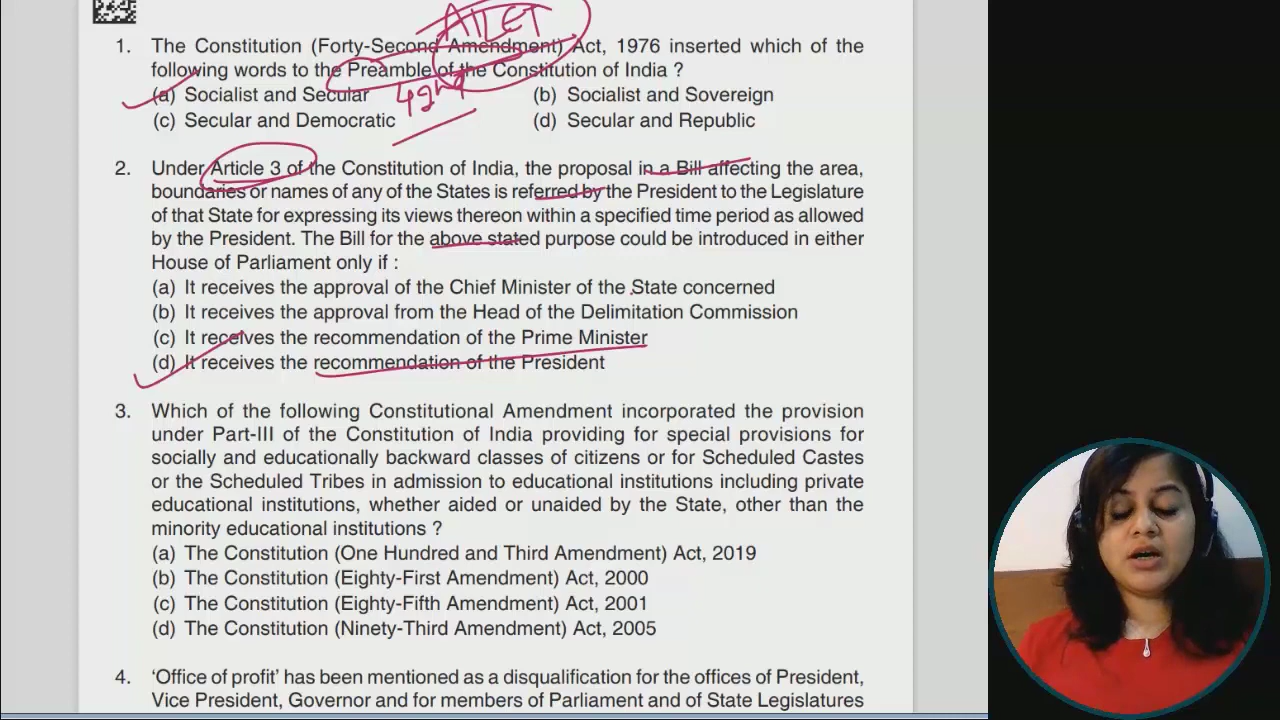 AILET
1. The Constitution (Forty-Second Amendment) Act, 1976 inserted which of the
following words to the Preamble of the Constitution of India ?
(a) Socialist and Secular (b) Socialist and Sovereign
42nd
(c) Secular and Democratic (d) Secular and Republic
2. Under Article 3 of the Constitution of India, the proposal in a Bill affecting the area,
boundaries or names of any of the States is referred by the President to the Legislature
of that State for expressing its views thereon within a specified time period as allowed
by the President. The Bill for the above stated purpose could be introduced in either
House of Parliament only if :
(a) It receives the approval of the Chief Minister of the State concerned
(b) It receives the approval from the Head of the Delimitation Commission
(c) It receives the recommendation of the Prime Minister
(d) It receives the recommendation of the President
3. Which of the following Constitutional Amendment incorporated the provision
under Part-III of the Constitution of India providing for special provisions for
socially and educationally backward classes of citizens or for Scheduled Castes
or the Scheduled Tribes in admission to educational institutions including private
educational institutions, whether aided or unaided by the State, other than the
minority educational institutions ?
(a) The Constitution (One Hundred and Third Amendment) Act, 2019
(b) The Constitution (Eighty-First Amendment) Act, 2000
(c) The Constitution (Eighty-Fifth Amendment) Act, 2001
(d) The Constitution (Ninety-Third Amendment) Act, 2005
4. 'Office of profit' has been mentioned as a disqualification for the offices of President,
Vice President, Governor and for members of Parliament and of State Legislatures